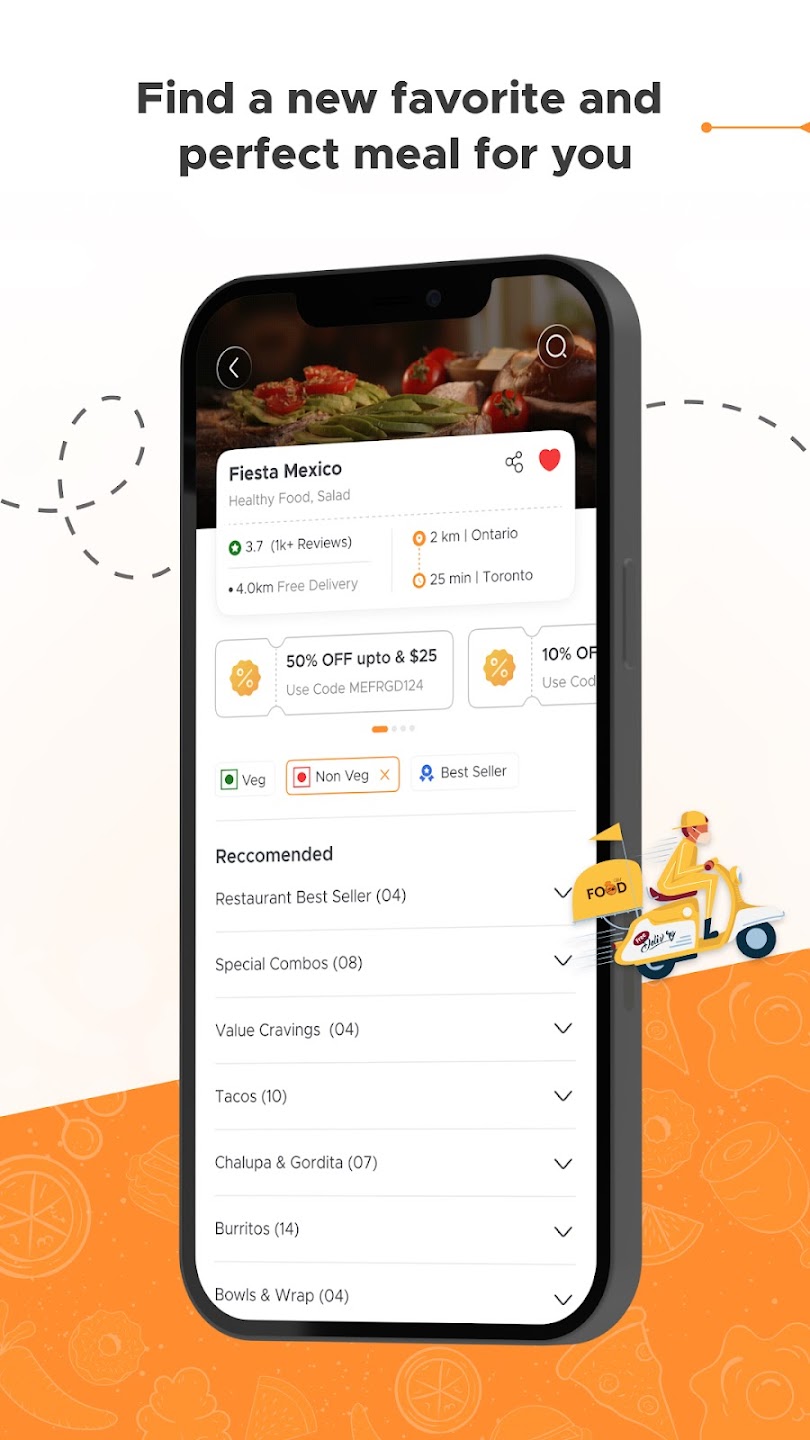 Find a new favorite and
perfect meal for you
Fiesta Mexico
Healthy Food, Salad
3.7 (1k+ Reviews)
2 km | Ontario
• 4.0km Free Delivery
25 min | Toronto
50% OFF upto & $25
Use Code MEFRGD124
10% OF
Use Cod
Veg
Non Veg X
Best Seller
Reccomended
Restaurant Best Seller (04)
Special Combos (08)
Value Cravings (04)
Tacos (10)
Chalupa & Gordita (07)
Burritos (14)
Bowls & Wrap (04)
FOOD